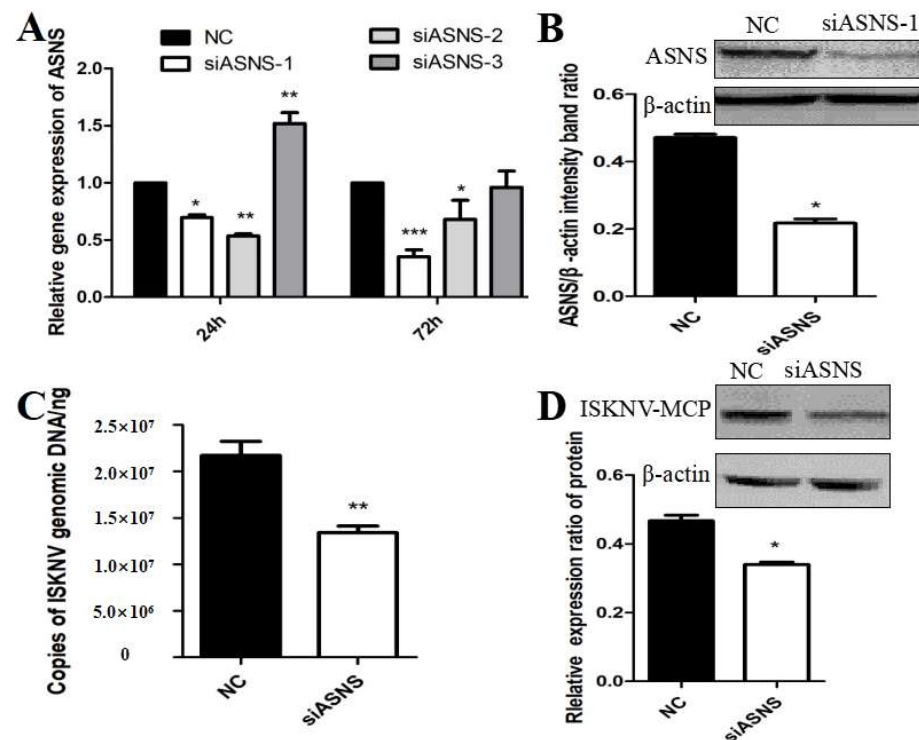 A
NC
siASNS-1
siASNS-2
siASNS-3
Rlelative gene expression of ASNS
2.0
1.5
1.0
0.5
0.0
*
**
**
***
*
24h
72h
B
NC siASNS-1
ASNS
β-actin
ASNS/β -actin intensity band ratio
0.6
0.4
0.2
0.0
*
NC
siASNS
C
Copies of ISKNV genomic DNA/ng
2.5×10⁷
2.0×10⁷
1.5×10⁷
1.0×10⁷
5.0×10⁶
0
**
NC
siASNS
D
NC siASNS
ISKNV-MCP
β-actin
Rlelative expression ratio of protein
0.6
0.4
0.2
0.0
*
NC
siASNS